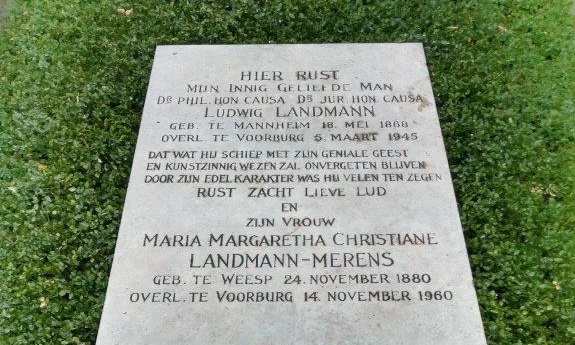 HIER RUST
MIJN INNIG GELIEFDE MAN
DR PHIL. HON. CAUSA DR JUR. HON. CAUSA
LUDWIG LANDMANN
GEB. TE MANNHEIM 18. MEI 1868
OVERL. TE VOORBURG 5. MAART 1945
DAT WAT HIJ SCHIEP MET ZIJN GENIALE GEEST
EN KUNSTZINNIG WEZEN ZAL ONVERGETEN BLIJVEN
DOOR ZIJN EDEL KARAKTER WAS HIJ VELEN TEN ZEGEN
RUST ZACHT LIEVE LUD
EN
ZIJN VROUW
MARIA MARGARETHA CHRISTIANE
LANDMANN-MERENS
GEB. TE WEESP 24. NOVEMBER 1880
OVERL. TE VOORBURG 14. NOVEMBER 1960